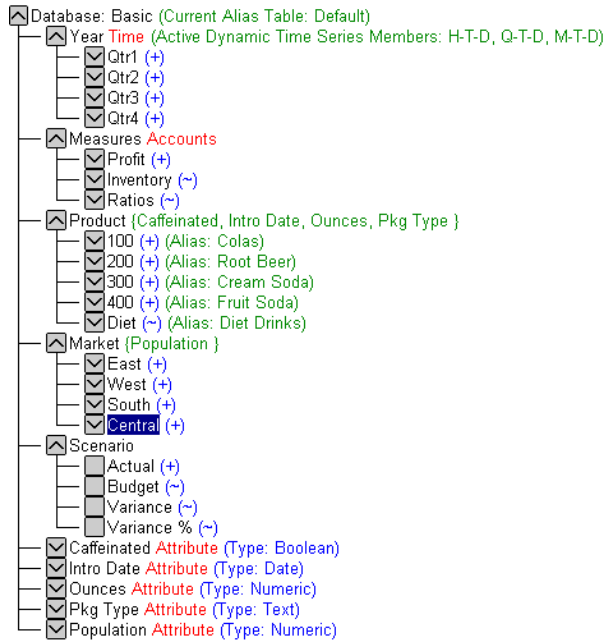 Database: Basic (Current Alias Table: Default)
Year Time (Active Dynamic Time Series Members: H-T-D, Q-T-D, M-T-D)
Qtr1 (+)
Qtr2 (+)
Qtr3 (+)
Qtr4 (+)
Measures Accounts
Profit (+)
Inventory (~)
Ratios (~)
Product {Caffeinated, Intro Date, Ounces, Pkg Type }
100 (+) (Alias: Colas)
200 (+) (Alias: Root Beer)
300 (+) (Alias: Cream Soda)
400 (+) (Alias: Fruit Soda)
Diet (~) (Alias: Diet Drinks)
Market {Population }
East (+)
West (+)
South (+)
Central (+)
Scenario
Actual (+)
Budget (~)
Variance (~)
Variance % (~)
Caffeinated Attribute (Type: Boolean)
Intro Date Attribute (Type: Date)
Ounces Attribute (Type: Numeric)
Pkg Type Attribute (Type: Text)
Population Attribute (Type: Numeric)